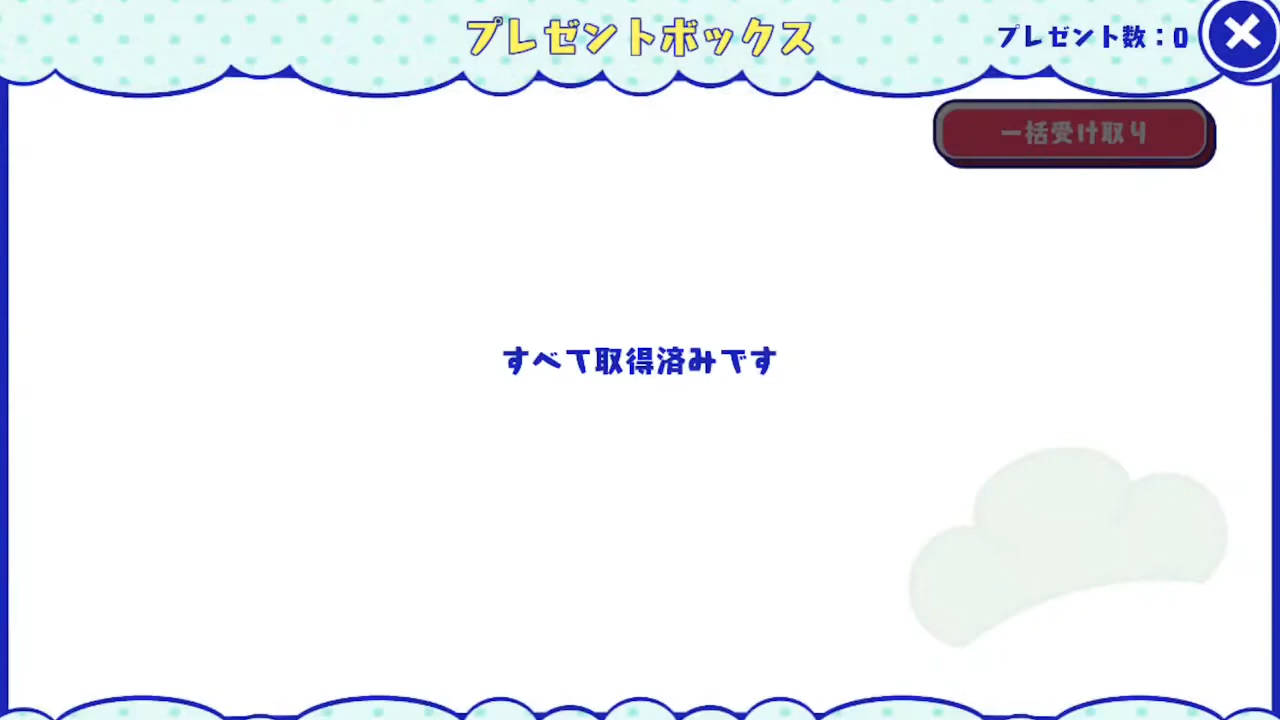 プレゼントボックス
プレゼント数：0
一括受け取り
すべて取得済みです